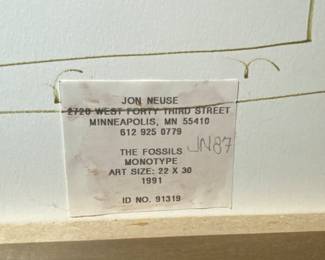 JON NEUSE
2720 WEST FORTY THIRD STREET
MINNEAPOLIS, MN 55410
612 925 0779
THE FOSSILS
JN87
MONOTYPE
ART SIZE: 22 X 30
1991
ID NO. 91319